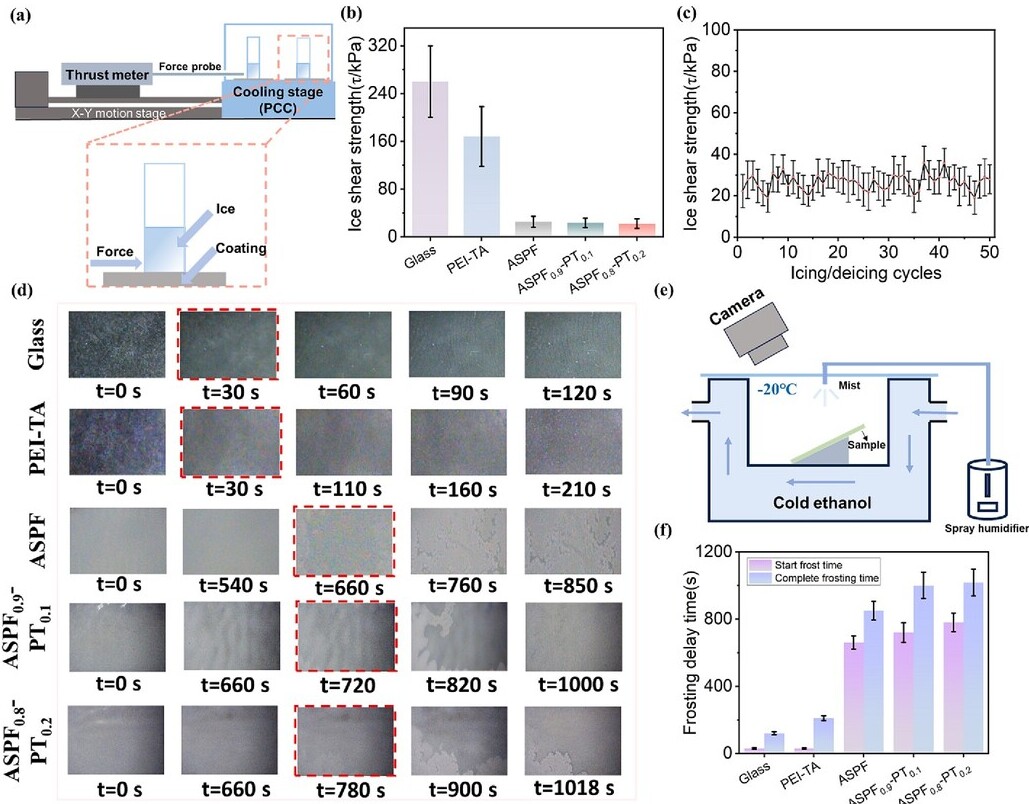 (a)
Thrust meter
Force probe
Cooling stage
(PCC)
X-Y motion stage
Ice
Force
Coating
(b)
Ice shear strength(τ/kPa)
320
240
160
80
0
Glass
PEI-TA
ASPF
ASPF0.9-PT0.1
ASPF0.8-PT0.2
(c)
Ice shear strength(τ/kPa)
100
80
60
40
20
0
0 10 20 30 40 50
Icing/deicing cycles
(d)
Glass
t=0 s t=30 s t=60 s t=90 s t=120 s
PEI-TA
t=0 s t=30 s t=110 s t=160 s t=210 s
ASPF
t=0 s t=540 s t=660 s t=760 s t=850 s
ASPF0.9-
PT0.1
t=0 s t=660 s t=720 t=820 s t=1000 s
ASPF0.8-
PT0.2
t=0 s t=660 s t=780 s t=900 s t=1018 s
(e)
Camera
-20℃
Mist
Sample
Cold ethanol
Spray humidifier
(f)
Frosting delay time(s)
1200
800
400
0
Start frost time
Complete frosting time
Glass
PEI-TA
ASPF
ASPF0.9-PT0.1
ASPF0.8-PT0.2